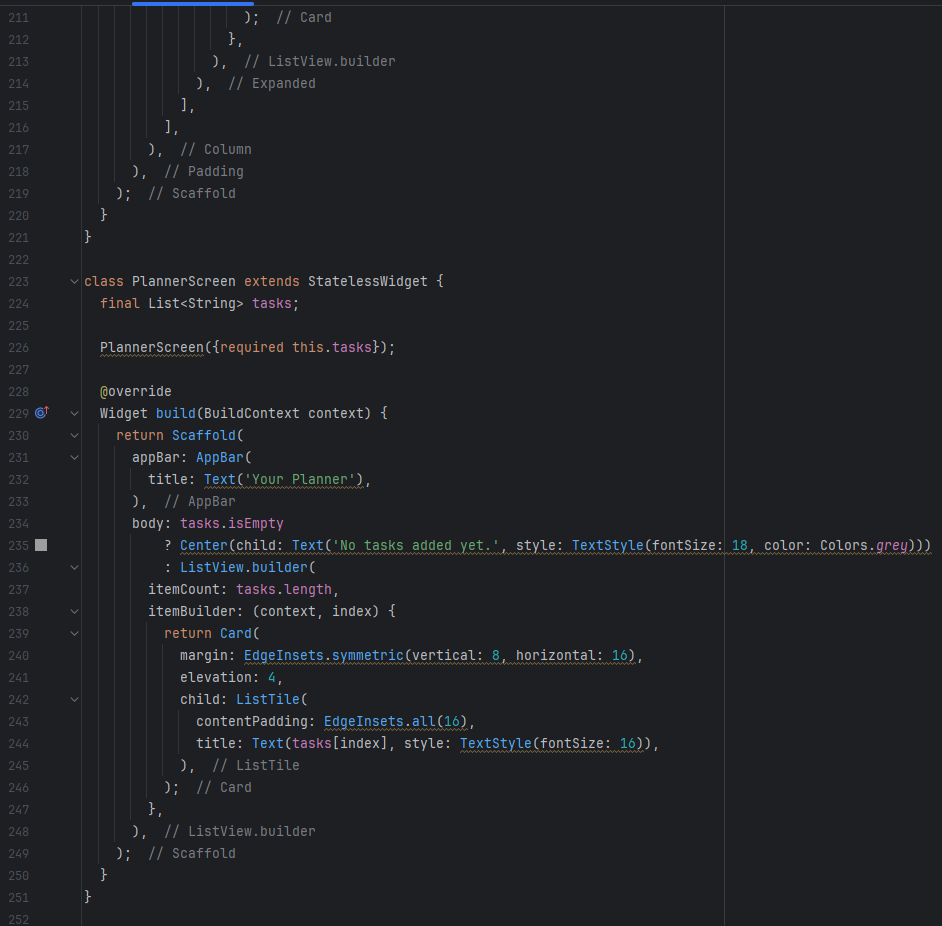 211                     );  // Card
212                   },
213                 ),  // ListView.builder
214               ),  // Expanded
215             ],
216           ],
217         ),  // Column
218       ),  // Padding
219     );  // Scaffold
220   }
221 }
222
223 class PlannerScreen extends StatelessWidget {
224   final List<String> tasks;
225
226   PlannerScreen({required this.tasks});
227
228   @override
229   Widget build(BuildContext context) {
230     return Scaffold(
231       appBar: AppBar(
232         title: Text('Your Planner'),
233       ),  // AppBar
234       body: tasks.isEmpty
235           ? Center(child: Text('No tasks added yet.', style: TextStyle(fontSize: 18, color: Colors.grey)))
236           : ListView.builder(
237         itemCount: tasks.length,
238         itemBuilder: (context, index) {
239           return Card(
240             margin: EdgeInsets.symmetric(vertical: 8, horizontal: 16),
241             elevation: 4,
242             child: ListTile(
243               contentPadding: EdgeInsets.all(16),
244               title: Text(tasks[index], style: TextStyle(fontSize: 16)),
245             ),  // ListTile
246           );  // Card
247         },
248       ),  // ListView.builder
249     );  // Scaffold
250   }
251 }
252